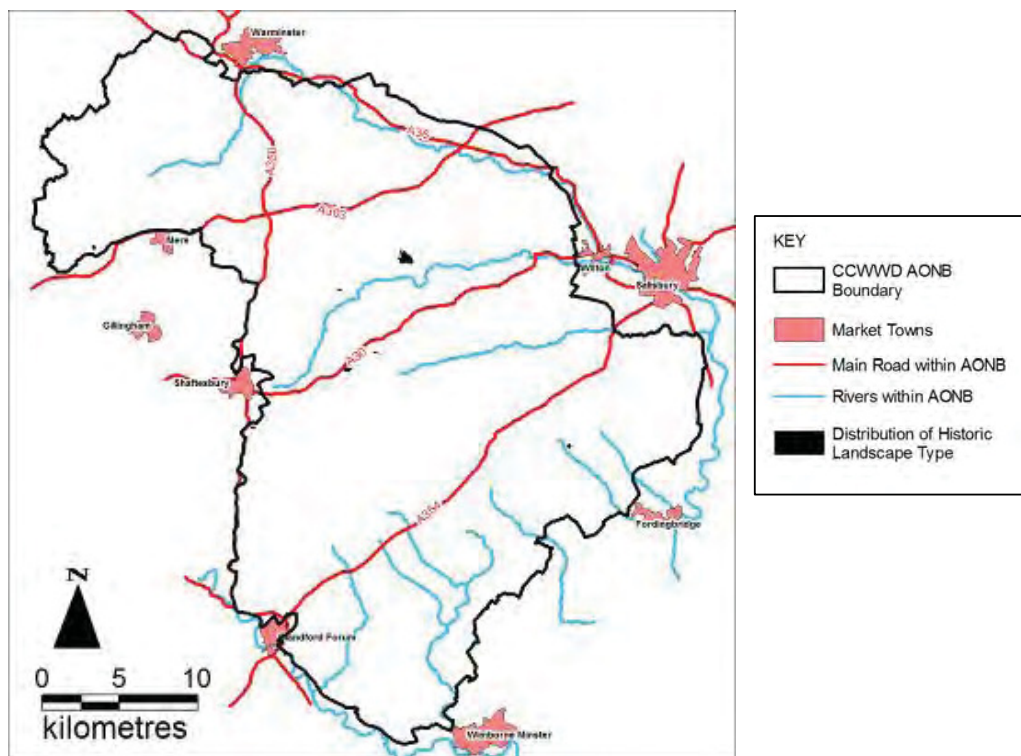 Warminster
A36
A350
A303
Mere
Wilton
Salisbury
Gillingham
A30
Shaftesbury
A354
Fordingbridge
N
Blandford Forum
0 5 10
kilometres
Wimborne Minster
KEY
CCWWD AONB
Boundary
Market Towns
Main Road within AONB
Rivers within AONB
Distribution of Historic
Landscape Type